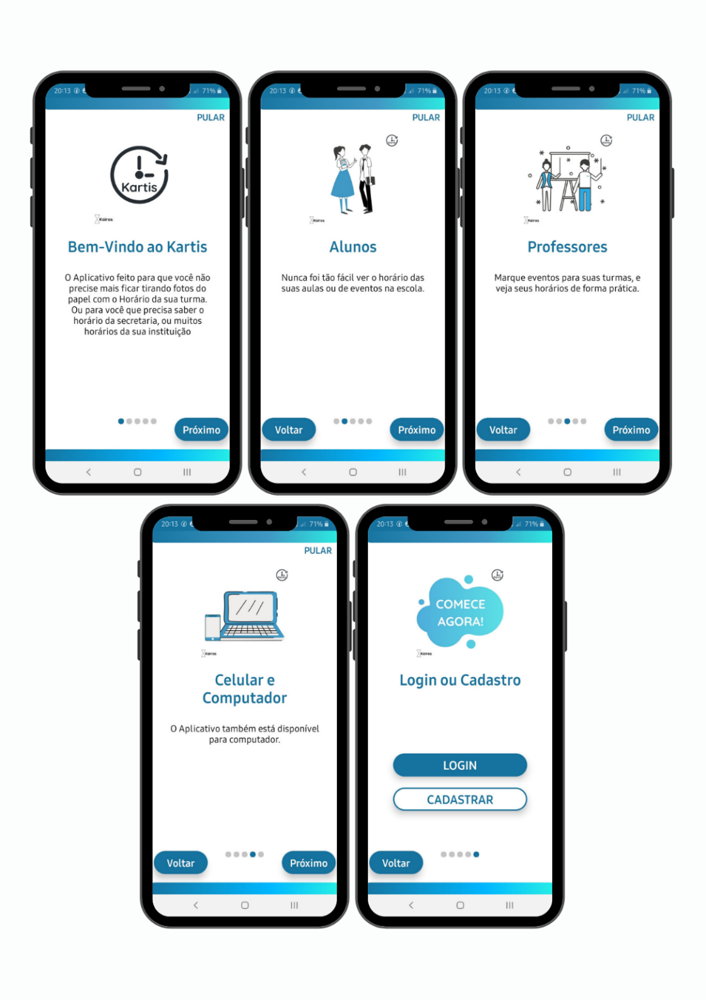 20:13
71%
PULAR
Kartis
Kairos
Bem-Vindo ao Kartis
O Aplicativo feito para que você não
precise mais ficar tirando fotos do
papel com o Horário da sua turma.
Ou para você que precisa saber o
horário da secretaria, ou muitos
horários da sua instituição
Próximo
20:13
71%
PULAR
Kairos
Alunos
Nunca foi tão fácil ver o horário das
suas aulas ou de eventos na escola.
Voltar
Próximo
20:13
71%
PULAR
Kairos
Professores
Marque eventos para suas turmas, e
veja seus horários de forma prática.
Voltar
Próximo
20:13
71%
PULAR
Kairos
Celular e
Computador
O Aplicativo também está disponível
para computador.
Voltar
Próximo
20:13
71%
COMECE
AGORA!
Kairos
Login ou Cadastro
LOGIN
CADASTRAR
Voltar